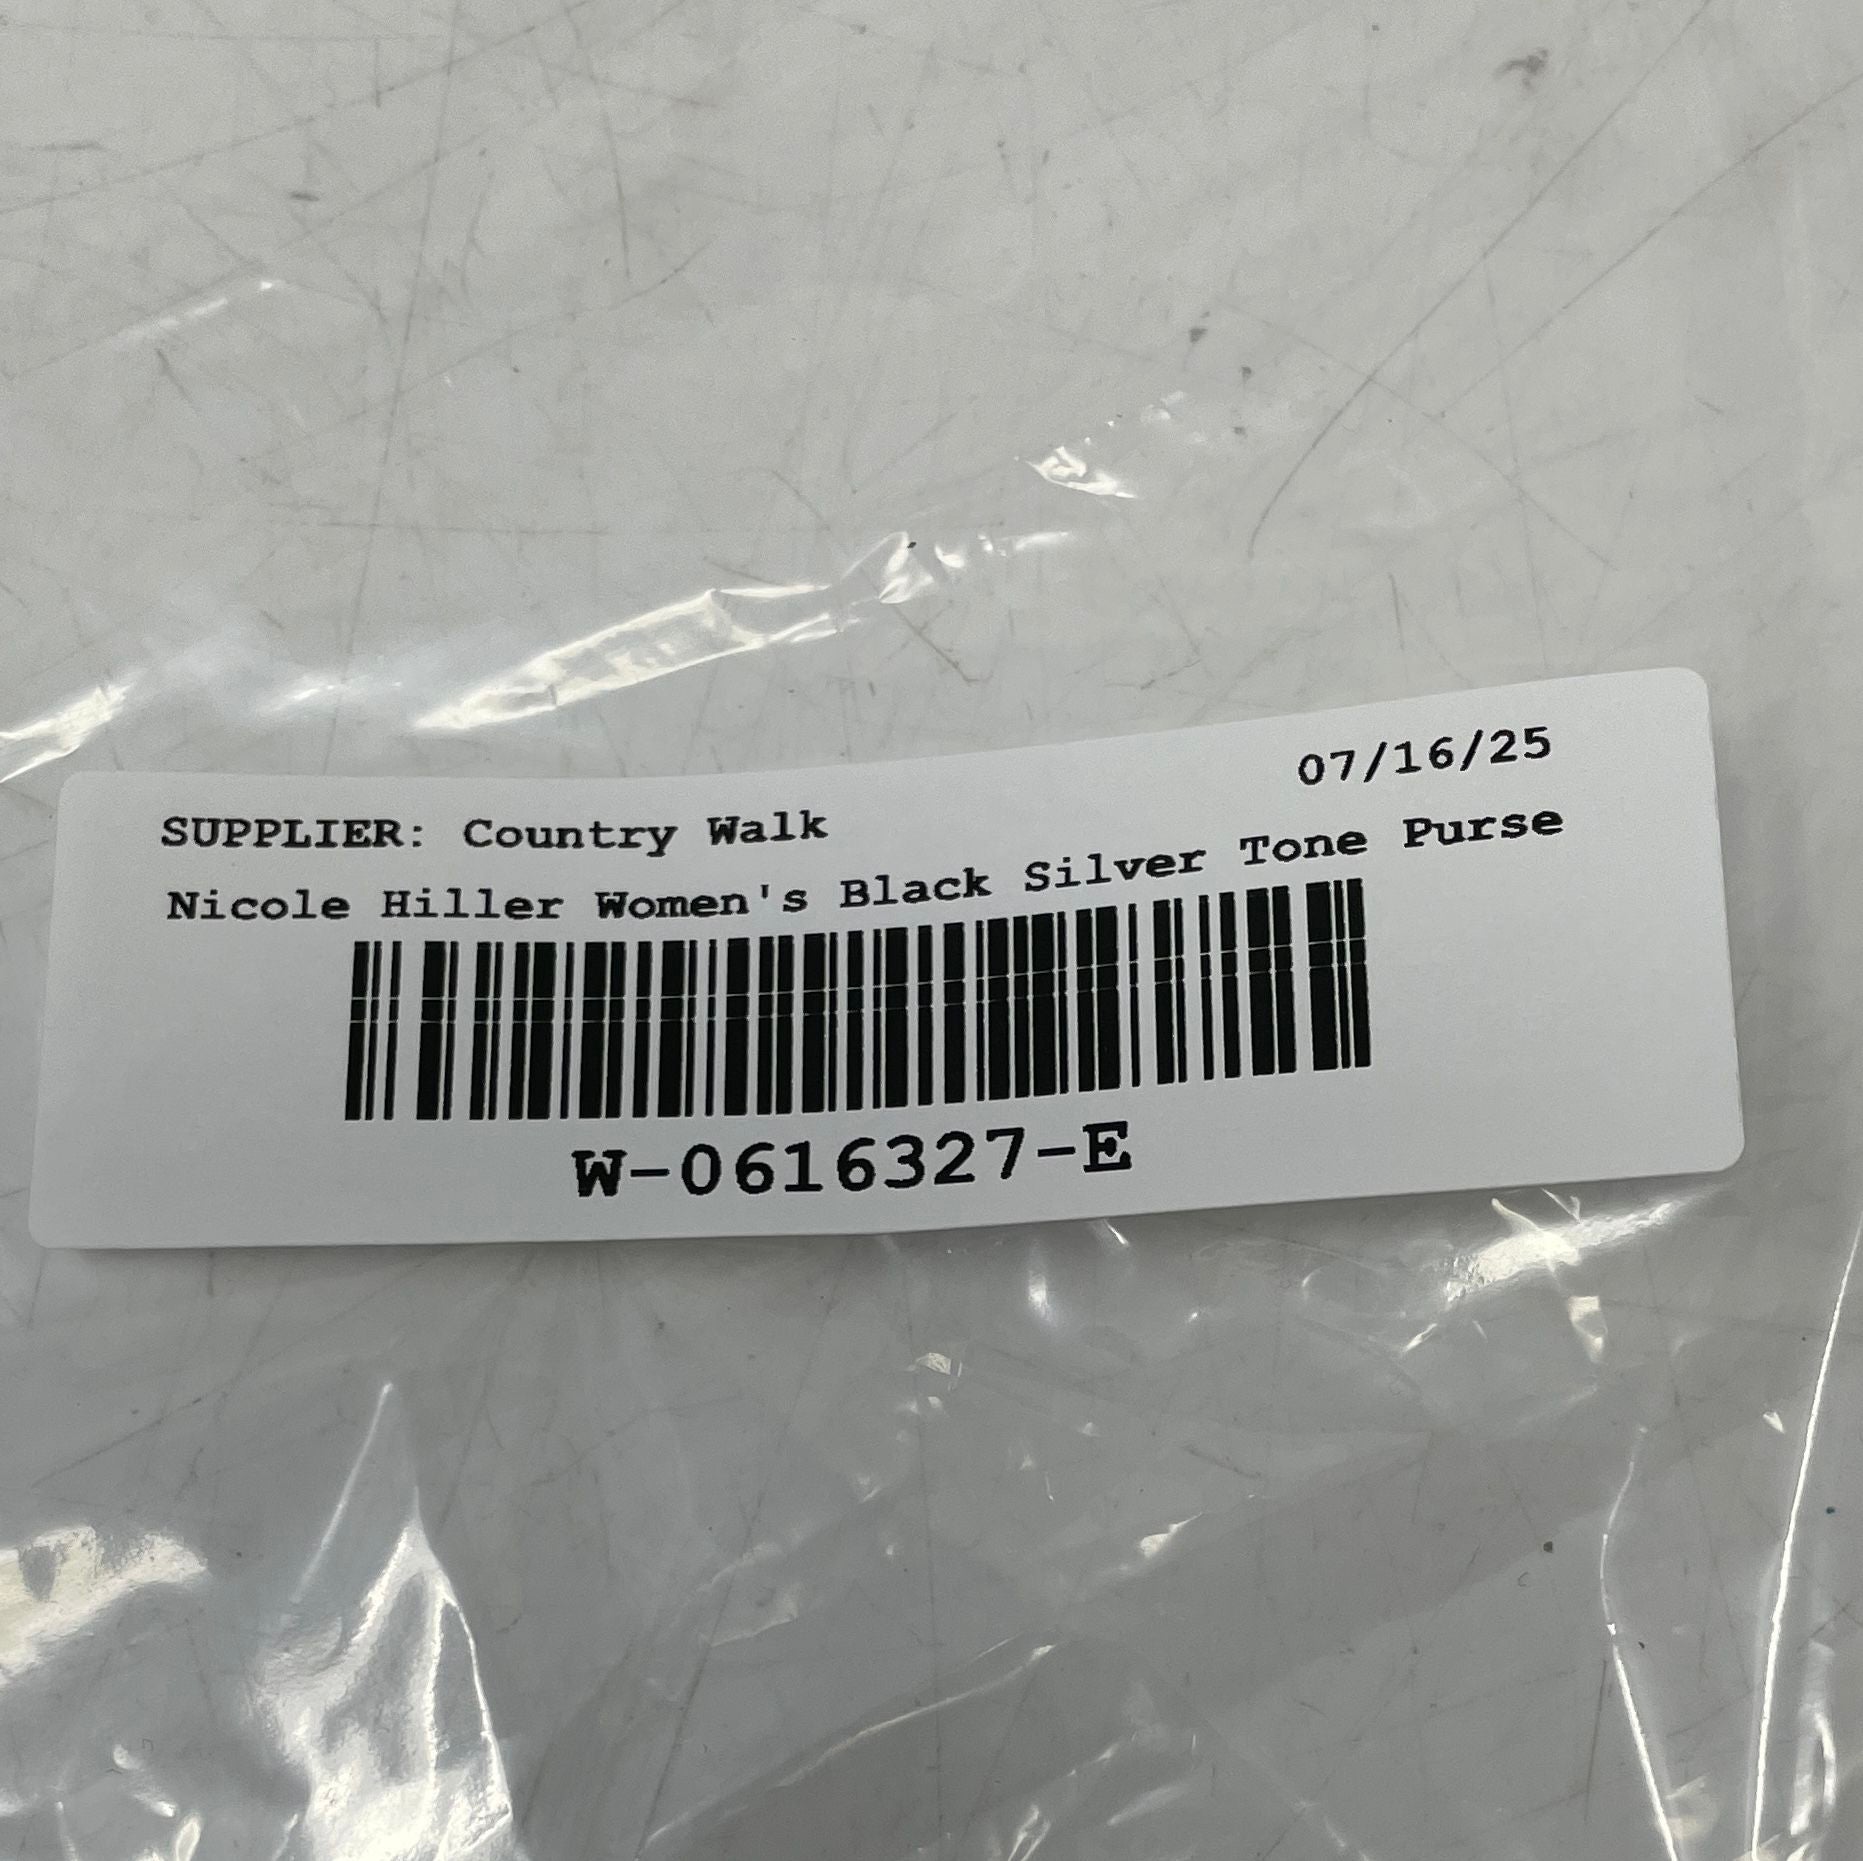 07/16/25
SUPPLIER: Country Walk
Nicole Hiller Women's Black Silver Tone Purse
W-0616327-E